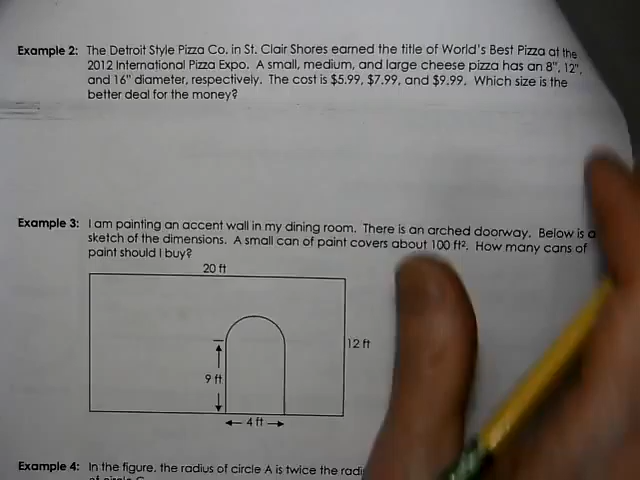 Example 2: The Detroit Style Pizza Co. in St. Clair Shores earned the title of World's Best Pizza at the
2012 International Pizza Expo. A small, medium, and large cheese pizza has an 8", 12",
and 16" diameter, respectively. The cost is $5.99, $7.99, and $9.99. Which size is the
better deal for the money?
Example 3: I am painting an accent wall in my dining room. There is an arched doorway. Below is a
sketch of the dimensions. A small can of paint covers about 100 ft². How many cans of
paint should I buy?
20 ft
12 ft
9 ft
4 ft
Example 4: In the figure, the radius of circle A is twice the
of circle